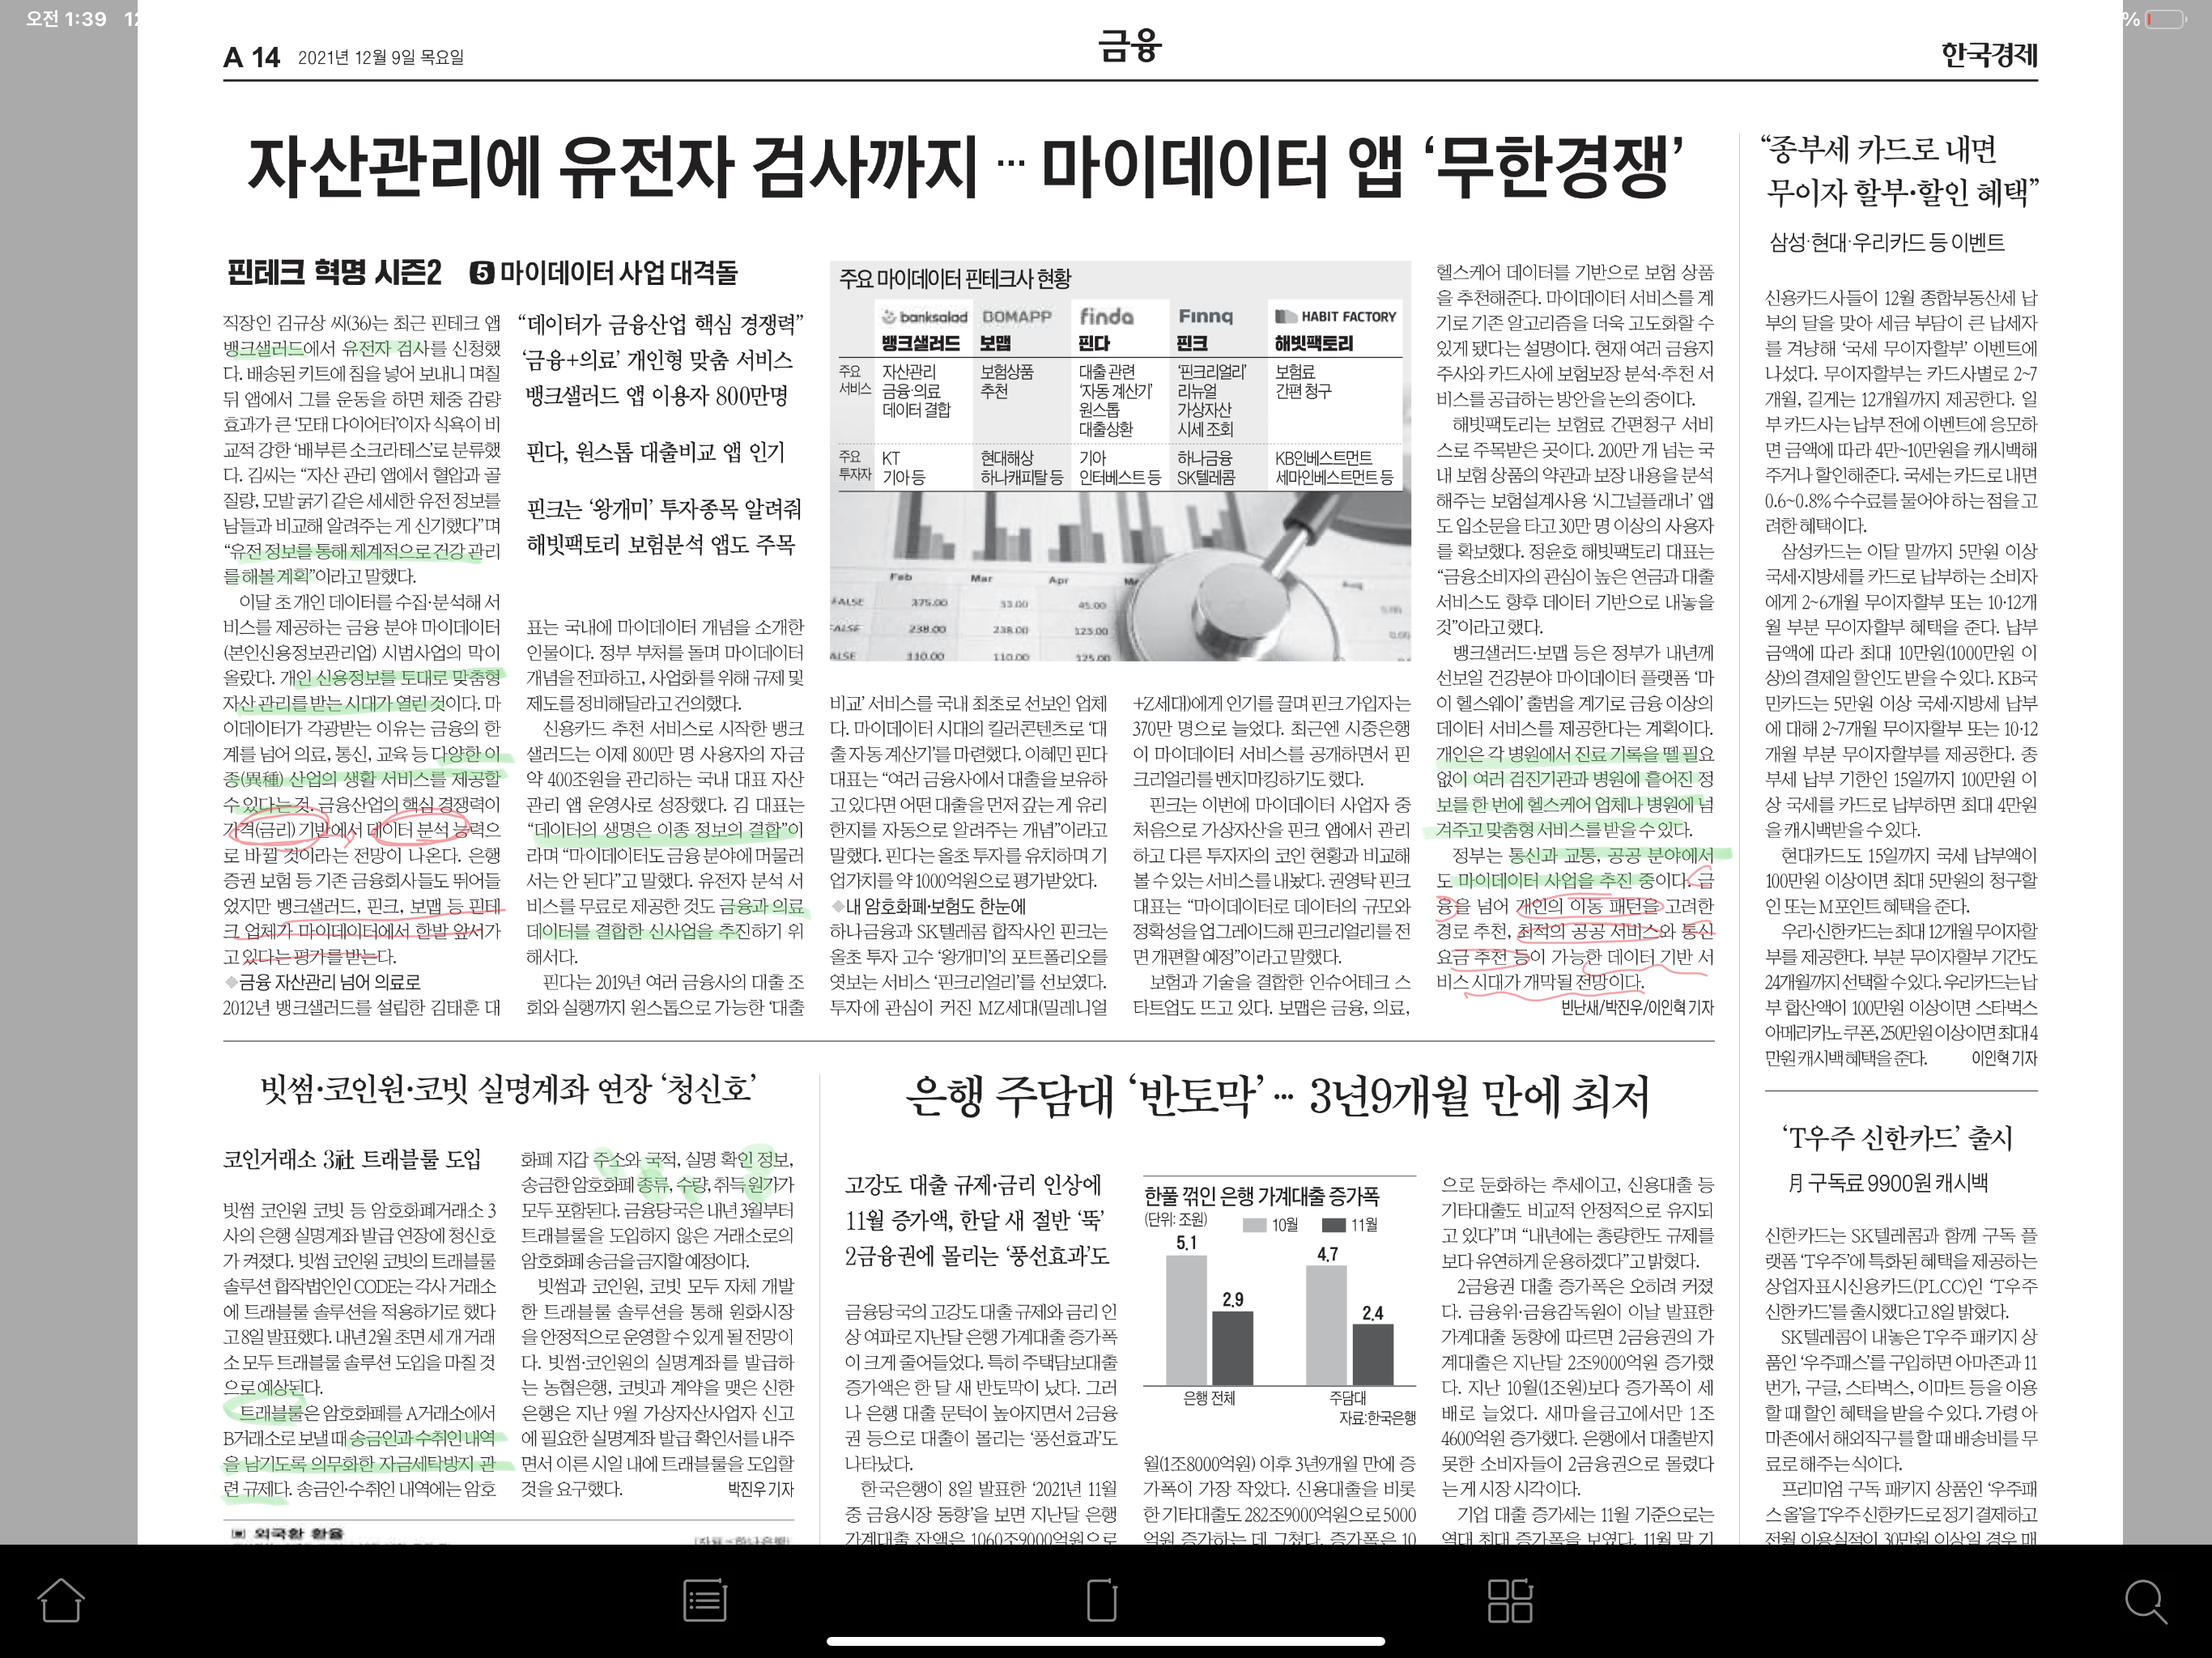 오전 1:39
%
A 14 2021년 12월 9일 목요일
금융
한국경제
자산관리에 유전자 검사까지 … 마이데이터 앱 ‘무한경쟁’
핀테크 혁명 시즌2 5 마이데이터 사업 대격돌
“데이터가 금융산업 핵심 경쟁력”
‘금융+의료’ 개인형 맞춤 서비스
뱅크샐러드 앱 이용자 800만명
핀다, 원스톱 대출비교 앱 인기
핀크는 ‘왕개미’ 투자종목 알려줘
해빗팩토리 보험분석 앱도 주목
직장인 김규상 씨(36)는 최근 핀테크 앱
뱅크샐러드에서 유전자 검사를 신청했
다. 배송된 키트에 침을 넣어 보내니 며칠
뒤 앱에서 그를 운동을 하면 체중 감량
효과가 큰 ‘모태 다이어터’이자 식욕이 비
교적 강한 ‘배부른 소크라테스’로 분류했
다. 김씨는 “자산 관리 앱에서 혈압과 골
질량, 모발 굵기 같은 세세한 유전 정보를
남들과 비교해 알려주는 게 신기했다”며
“유전 정보를 통해 체계적으로 건강 관리
를 해볼 계획”이라고 말했다.
이달 초 개인 데이터를 수집·분석해 서
비스를 제공하는 금융 분야 마이데이터
(본인신용정보관리업) 시범사업의 막이
올랐다. 개인 신용정보를 토대로 맞춤형
자산 관리를 받는 시대가 열린 것이다. 마
이데이터가 각광받는 이유는 금융의 한
계를 넘어 의료, 통신, 교육 등 다양한 이
종(異種) 산업의 생활 서비스를 제공할
수 있다는 것. 금융산업의 핵심 경쟁력이
가격(금리) 기반에서 데이터 분석 능력으
로 바뀔 것이라는 전망이 나온다. 은행
증권 보험 등 기존 금융회사들도 뛰어들
었지만 뱅크샐러드, 핀크, 보맵 등 핀테
크 업체가 마이데이터에서 한발 앞서가
고 있다는 평가를 받는다.
◆금융 자산관리 넘어 의료로
2012년 뱅크샐러드를 설립한 김태훈 대
표는 국내에 마이데이터 개념을 소개한
인물이다. 정부 부처를 돌며 마이데이터
개념을 전파하고, 사업화를 위해 규제 및
제도를 정비해달라고 건의했다.
신용카드 추천 서비스로 시작한 뱅크
샐러드는 이제 800만 명 사용자의 자금
약 400조원을 관리하는 국내 대표 자산
관리 앱 운영사로 성장했다. 김 대표는
“데이터의 생명은 이종 정보의 결합”이
라며 “마이데이터도 금융 분야에 머물러
서는 안 된다”고 말했다. 유전자 분석 서
비스를 무료로 제공한 것도 금융과 의료
데이터를 결합한 신사업을 추진하기 위
해서다.
핀다는 2019년 여러 금융사의 대출 조
회와 실행까지 원스톱으로 가능한 ‘대출
주요 마이데이터 핀테크사 현황
banksalad BOMAPP finda Finnq HABIT FACTORY
뱅크샐러드 보맵 핀다 핀크 해빗팩토리
주요 서비스
자산관리 금융·의료 데이터 결합
보험상품 추천
대출 관련 ‘자동 계산기’ 원스톱 대출상환
‘핀크리얼리’ 리뉴얼 가상자산 시세 조회
보험료 간편 청구
주요 투자자
KT 기아 등
현대해상 하나캐피탈 등
기아 인터베스트 등
하나금융 SK텔레콤
KB인베스트먼트 세마인베스트먼트 등
Feb Mar Apr
FALSE 375.00 33.00 45.00
FALSE 238.00 238.00 123.00
ALSE 110.00 110.00 125.00
비교’ 서비스를 국내 최초로 선보인 업체
다. 마이데이터 시대의 킬러콘텐츠로 ‘대
출 자동 계산기’를 마련했다. 이혜민 핀다
대표는 “여러 금융사에서 대출을 보유하
고 있다면 어떤 대출을 먼저 갚는 게 유리
한지를 자동으로 알려주는 개념”이라고
말했다. 핀다는 올초 투자를 유치하며 기
업가치를 약 1000억원으로 평가받았다.
◆내 암호화폐·보험도 한눈에
하나금융과 SK텔레콤 합작사인 핀크는
올초 투자 고수 ‘왕개미’의 포트폴리오를
엿보는 서비스 ‘핀크리얼리’를 선보였다.
투자에 관심이 커진 MZ세대(밀레니얼
+Z세대)에게 인기를 끌며 핀크 가입자는
370만 명으로 늘었다. 최근엔 시중은행
이 마이데이터 서비스를 공개하면서 핀
크리얼리를 벤치마킹하기도 했다.
핀크는 이번에 마이데이터 사업자 중
처음으로 가상자산을 핀크 앱에서 관리
하고 다른 투자자의 코인 현황과 비교해
볼 수 있는 서비스를 내놨다. 권영탁 핀크
대표는 “마이데이터로 데이터의 규모와
정확성을 업그레이드해 핀크리얼리를 전
면 개편할 예정”이라고 말했다.
보험과 기술을 결합한 인슈어테크 스
타트업도 뜨고 있다. 보맵은 금융, 의료,
헬스케어 데이터를 기반으로 보험 상품
을 추천해준다. 마이데이터 서비스를 계
기로 기존 알고리즘을 더욱 고도화할 수
있게 됐다는 설명이다. 현재 여러 금융지
주사와 카드사에 보험보장 분석·추천 서
비스를 공급하는 방안을 논의 중이다.
해빗팩토리는 보험료 간편청구 서비
스로 주목받은 곳이다. 200만 개 넘는 국
내 보험 상품의 약관과 보장 내용을 분석
해주는 보험설계사용 ‘시그널플래너’ 앱
도 입소문을 타고 30만 명 이상의 사용자
를 확보했다. 정윤호 해빗팩토리 대표는
“금융소비자의 관심이 높은 연금과 대출
서비스도 향후 데이터 기반으로 내놓을
것”이라고 했다.
뱅크샐러드·보맵 등은 정부가 내년께
선보일 건강분야 마이데이터 플랫폼 ‘마
이 헬스웨이’ 출범을 계기로 금융 이상의
데이터 서비스를 제공한다는 계획이다.
개인은 각 병원에서 진료 기록을 뗄 필요
없이 여러 검진기관과 병원에 흩어진 정
보를 한 번에 헬스케어 업체나 병원에 넘
겨주고 맞춤형 서비스를 받을 수 있다.
정부는 통신과 교통, 공공 분야에서
도 마이데이터 사업을 추진 중이다. 금
융을 넘어 개인의 이동 패턴을 고려한
경로 추천, 최적의 공공 서비스와 통신
요금 추천 등이 가능한 데이터 기반 서
비스 시대가 개막될 전망이다.
빈난새/박진우/이인혁 기자
“종부세 카드로 내면
무이자 할부·할인 혜택”
삼성·현대·우리카드 등 이벤트
신용카드사들이 12월 종합부동산세 납
부의 달을 맞아 세금 부담이 큰 납세자
를 겨냥해 ‘국세 무이자할부’ 이벤트에
나섰다. 무이자할부는 카드사별로 2~7
개월, 길게는 12개월까지 제공한다. 일
부 카드사는 납부 전에 이벤트에 응모하
면 금액에 따라 4만~10만원을 캐시백해
주거나 할인해준다. 국세는 카드로 내면
0.6~0.8% 수수료를 물어야 하는 점을 고
려한 혜택이다.
삼성카드는 이달 말까지 5만원 이상
국세·지방세를 카드로 납부하는 소비자
에게 2~6개월 무이자할부 또는 10·12개
월 부분 무이자할부 혜택을 준다. 납부
금액에 따라 최대 10만원(1000만원 이
상)의 결제일 할인도 받을 수 있다. KB국
민카드는 5만원 이상 국세·지방세 납부
에 대해 2~7개월 무이자할부 또는 10·12
개월 부분 무이자할부를 제공한다. 종
부세 납부 기한인 15일까지 100만원 이
상 국세를 카드로 납부하면 최대 4만원
을 캐시백받을 수 있다.
현대카드도 15일까지 국세 납부액이
100만원 이상이면 최대 5만원의 청구할
인 또는 M포인트 혜택을 준다.
우리·신한카드는 최대 12개월 무이자할
부를 제공한다. 부분 무이자할부 기간도
24개월까지 선택할 수 있다. 우리카드는 납
부 합산액이 100만원 이상이면 스타벅스
아메리카노 쿠폰, 250만원 이상이면 최대 4
만원 캐시백 혜택을 준다. 이인혁 기자
빗썸·코인원·코빗 실명계좌 연장 ‘청신호’
코인거래소 3社 트래블룰 도입
빗썸 코인원 코빗 등 암호화폐거래소 3
사의 은행 실명계좌 발급 연장에 청신호
가 켜졌다. 빗썸 코인원 코빗의 트래블룰
솔루션 합작법인인 CODE는 각사 거래소
에 트래블룰 솔루션을 적용하기로 했다
고 8일 발표했다. 내년 2월 초면 세 개 거래
소 모두 트래블룰 솔루션 도입을 마칠 것
으로 예상된다.
트래블룰은 암호화폐를 A거래소에서
B거래소로 보낼 때 송금인과 수취인 내역
을 남기도록 의무화한 자금세탁방지 관
련 규제다. 송금인·수취인 내역에는 암호
화폐 지갑 주소와 국적, 실명 확인 정보,
송금한 암호화폐 종류, 수량, 취득 원가가
모두 포함된다. 금융당국은 내년 3월부터
트래블룰을 도입하지 않은 거래소로의
암호화폐 송금을 금지할 예정이다.
빗썸과 코인원, 코빗 모두 자체 개발
한 트래블룰 솔루션을 통해 원화시장
을 안정적으로 운영할 수 있게 될 전망이
다. 빗썸·코인원의 실명계좌를 발급하
는 농협은행, 코빗과 계약을 맺은 신한
은행은 지난 9월 가상자산사업자 신고
에 필요한 실명계좌 발급 확인서를 내주
면서 이른 시일 내에 트래블룰을 도입할
것을 요구했다. 박진우 기자
외국환 환율
은행 주담대 ‘반토막’ … 3년9개월 만에 최저
고강도 대출 규제·금리 인상에
11월 증가액, 한달 새 절반 ‘뚝’
2금융권에 몰리는 ‘풍선효과’도
금융당국의 고강도 대출 규제와 금리 인
상 여파로 지난달 은행 가계대출 증가폭
이 크게 줄어들었다. 특히 주택담보대출
증가액은 한 달 새 반토막이 났다. 그러
나 은행 대출 문턱이 높아지면서 2금융
권 등으로 대출이 몰리는 ‘풍선효과’도
나타났다.
한국은행이 8일 발표한 ‘2021년 11월
중 금융시장 동향’을 보면 지난달 은행
가계대출 잔액은 1060조9000억원으로
한풀 꺾인 은행 가계대출 증가폭
(단위: 조원) 10월 11월
5.1 2.9 4.7 2.4
은행 전체 주담대
자료:한국은행
월(1조8000억원) 이후 3년9개월 만에 증
가폭이 가장 작았다. 신용대출을 비롯
한 기타대출도 282조9000억원으로 5000
억원 증가하는 데 그쳤다. 증가폭은 10
으로 둔화하는 추세이고, 신용대출 등
기타대출도 비교적 안정적으로 유지되
고 있다”며 “내년에는 총량한도 규제를
보다 유연하게 운용하겠다”고 밝혔다.
2금융권 대출 증가폭은 오히려 커졌
다. 금융위·금융감독원이 이날 발표한
가계대출 동향에 따르면 2금융권의 가
계대출은 지난달 2조9000억원 증가했
다. 지난 10월(1조원)보다 증가폭이 세
배로 늘었다. 새마을금고에서만 1조
4600억원 증가했다. 은행에서 대출받지
못한 소비자들이 2금융권으로 몰렸다
는 게 시장 시각이다.
기업 대출 증가세는 11월 기준으로는
역대 최대 증가폭을 보였다. 11월 말 기
‘T우주 신한카드’ 출시
月 구독료 9900원 캐시백
신한카드는 SK텔레콤과 함께 구독 플
랫폼 ‘T우주’에 특화된 혜택을 제공하는
상업자표시신용카드(PLCC)인 ‘T우주
신한카드’를 출시했다고 8일 밝혔다.
SK텔레콤이 내놓은 T우주 패키지 상
품인 ‘우주패스’를 구입하면 아마존과 11
번가, 구글, 스타벅스, 이마트 등을 이용
할 때 할인 혜택을 받을 수 있다. 가령 아
마존에서 해외직구를 할 때 배송비를 무
료로 해주는 식이다.
프리미엄 구독 패키지 상품인 ‘우주패
스 올’을 T우주 신한카드로 정기 결제하고
전월 이용실적이 30만원 이상일 경우 매